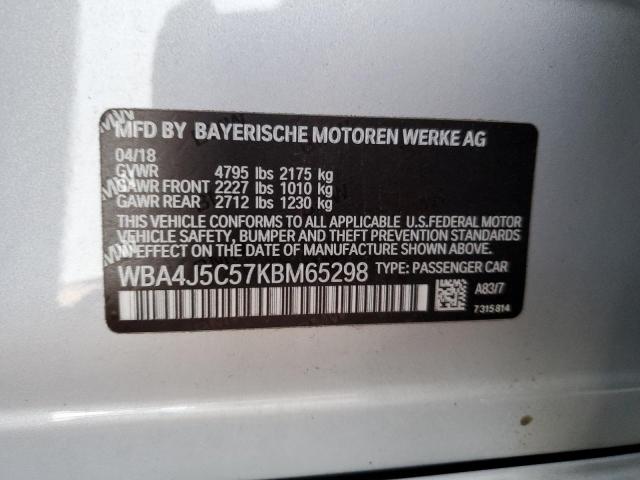 MFD BY BAYERISCHE MOTOREN WERKE AG
04/18
GVWR 4795 lbs 2175 kg
GAWR FRONT 2227 lbs 1010 kg
GAWR REAR 2712 lbs 1230 kg
THIS VEHICLE CONFORMS TO ALL APPLICABLE U.S.FEDERAL MOTOR
VEHICLE SAFETY, BUMPER AND THEFT PREVENTION STANDARDS
IN EFFECT ON THE DATE OF MANUFACTURE SHOWN ABOVE.
WBA4J5C57KBM65298 TYPE: PASSENGER CAR
A83/7
7315814